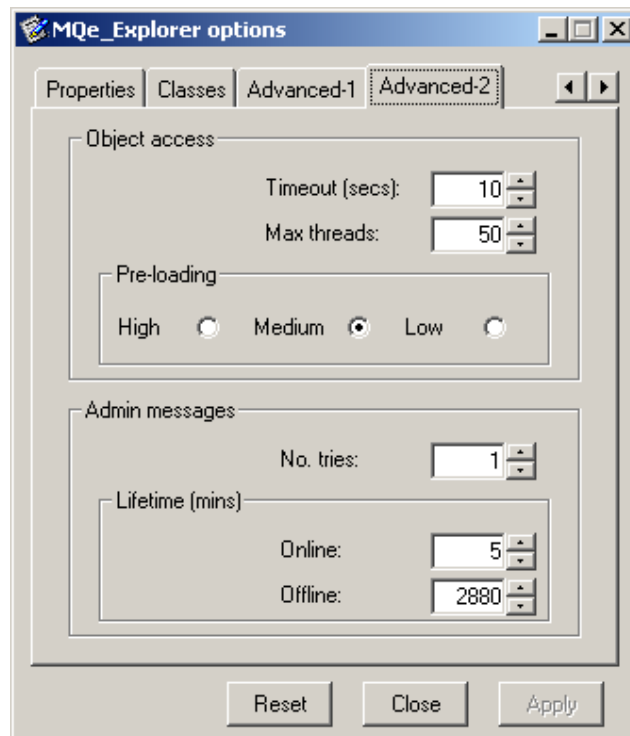 MQe_Explorer options
Properties Classes Advanced-1 Advanced-2
Object access
Timeout (secs): 10
Max threads: 50
Pre-loading
High Medium Low
Admin messages
No. tries: 1
Lifetime (mins)
Online: 5
Offline: 2880
Reset Close Apply